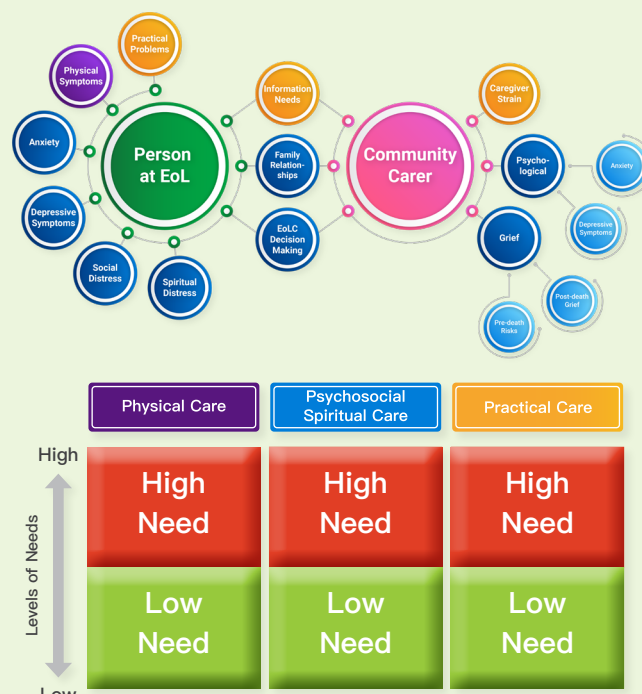 Practical
Problems
Physical
Symptoms
Anxiety
Depressive
Symptoms
Social
Distress
Spiritual
Distress
Person
at EoL
Information
Needs
Family
Relation-
ships
EoLC
Decision
Making
Community
Carer
Caregiver
Strain
Psycho-
logical
Anxiety
Depressive
Symptoms
Grief
Post-death
Grief
Pre-death
Risks
Physical Care
Psychosocial
Spiritual Care
Practical Care
High
Levels of Needs
Low
High
Need
High
Need
High
Need
Low
Need
Low
Need
Low
Need